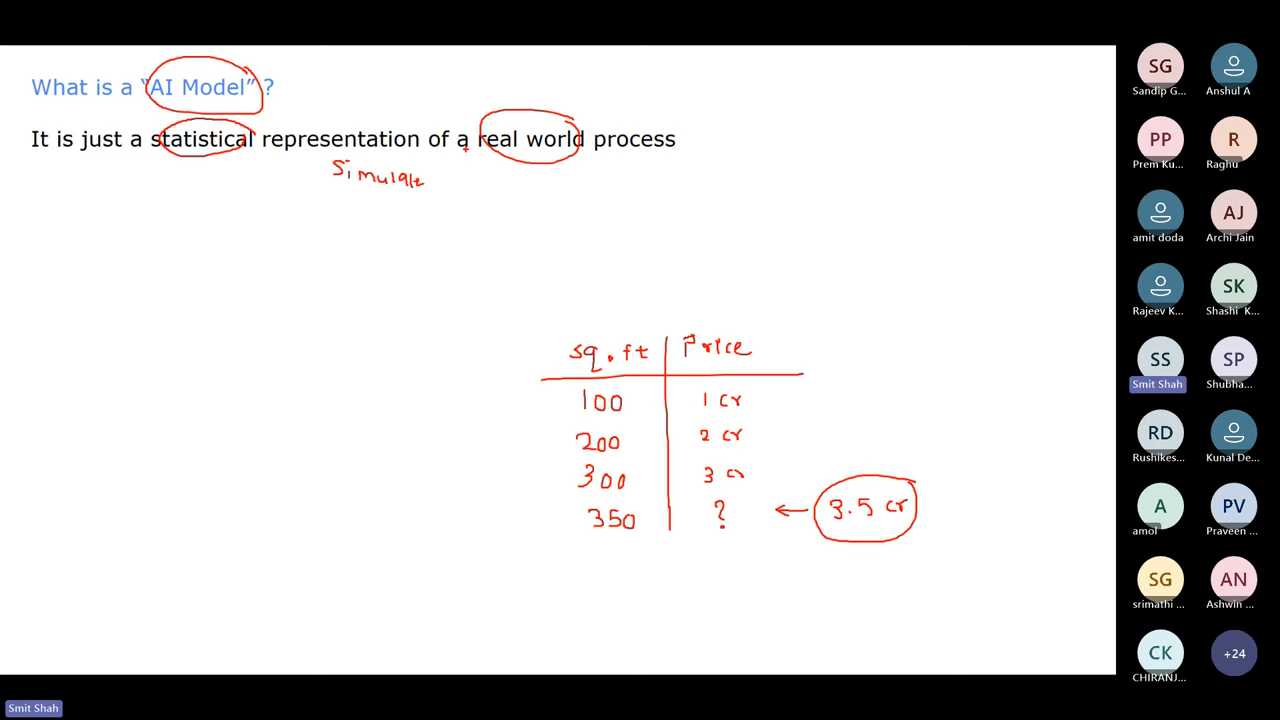 What is a “AI Model” ?
It is just a statistical representation of a real world process
Simulate
sq.ft Price
100 1 cr
200 2 cr
300 3 cr
350 ? ← 3.5 cr
SG
Sandip G...
Anshul A
PP
Prem Ku...
R
Raghu
amit doda
AJ
Archi Jain
Rajeev K...
SK
Shashi K...
SS
Smit Shah
SP
Shubha...
RD
Rushikes...
Kunal De...
A
amol
PV
Praveen ...
SG
srimathi ...
AN
Ashwin ...
CK
CHIRANJ...
+24
Smit Shah